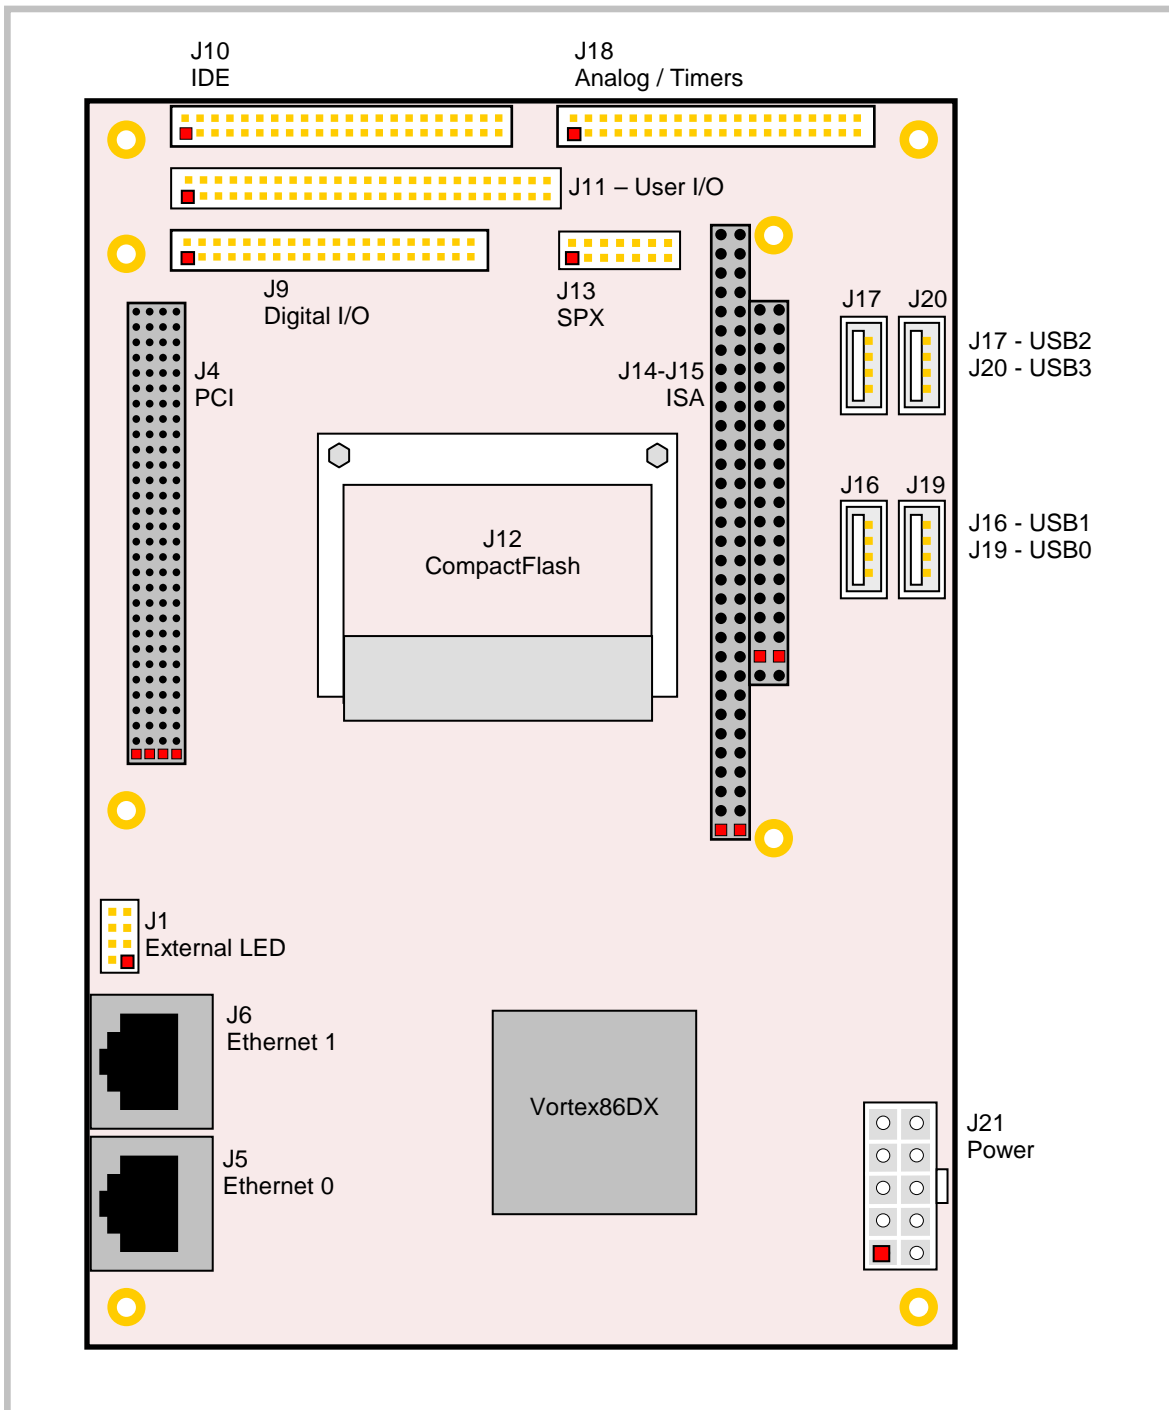 J10
IDE
J18
Analog / Timers
J11 – User I/O
J9
Digital I/O
J13
SPX
J17
J20
J17 - USB2
J20 - USB3
J4
PCI
J14-J15
ISA
J16
J19
J16 - USB1
J19 - USB0
J12
CompactFlash
J1
External LED
J6
Ethernet 1
Vortex86DX
J21
Power
J5
Ethernet 0